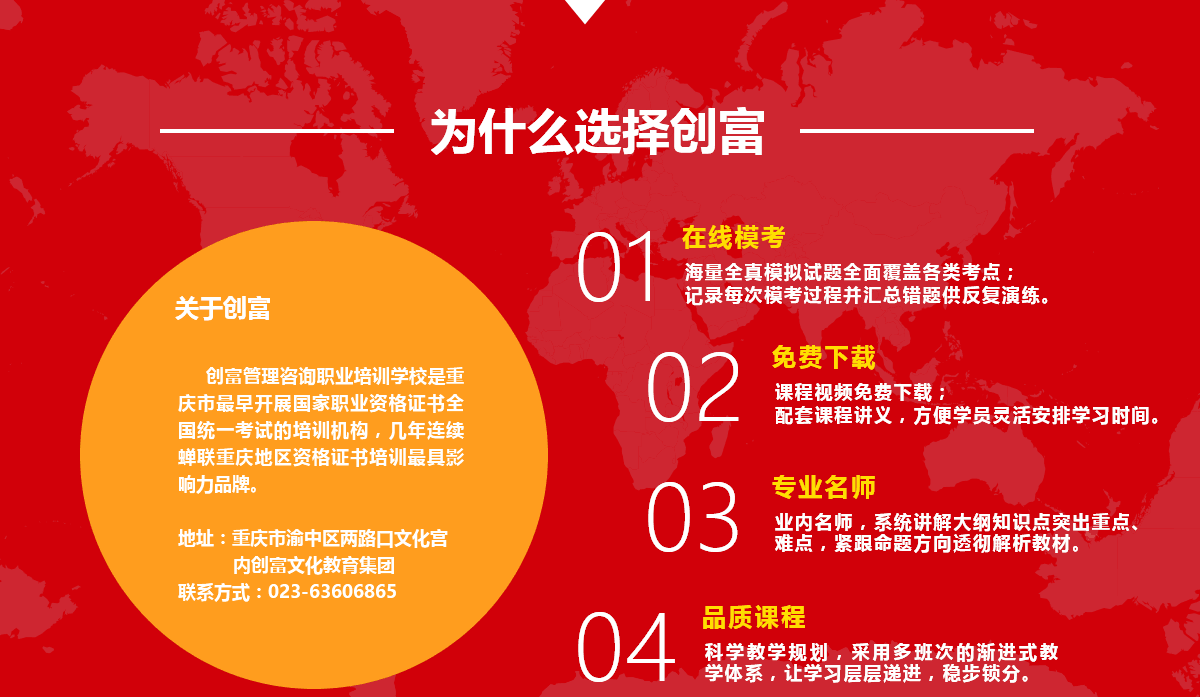 为什么选择创富
关于创富
创富管理咨询职业培训学校是重
庆市最早开展国家职业资格证书全
国统一考试的培训机构，几年连续
蝉联重庆地区资格证书培训最具影
响力品牌。
地址：重庆市渝中区两路口文化宫
内创富文化教育集团
联系方式：023-63606865
01
在线模考
海量全真模拟试题全面覆盖各类考点；
记录每次模考过程并汇总错题供反复演练。
02
免费下载
课程视频免费下载；
配套课程讲义，方便学员灵活安排学习时间。
03
专业名师
业内名师，系统讲解大纲知识点突出重点、
难点，紧跟命题方向透彻解析教材。
04
品质课程
科学教学规划，采用多班次的渐进式教
学体系，让学习层层递进，稳步锁分。